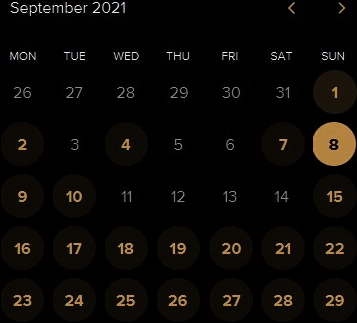 September 2021
MON TUE WED THU FRI SAT SUN
26 27 28 29 30 31 1
2 3 4 5 6 7 8
9 10 11 12 13 14 15
16 17 18 19 20 21 22
23 24 25 26 27 28 29